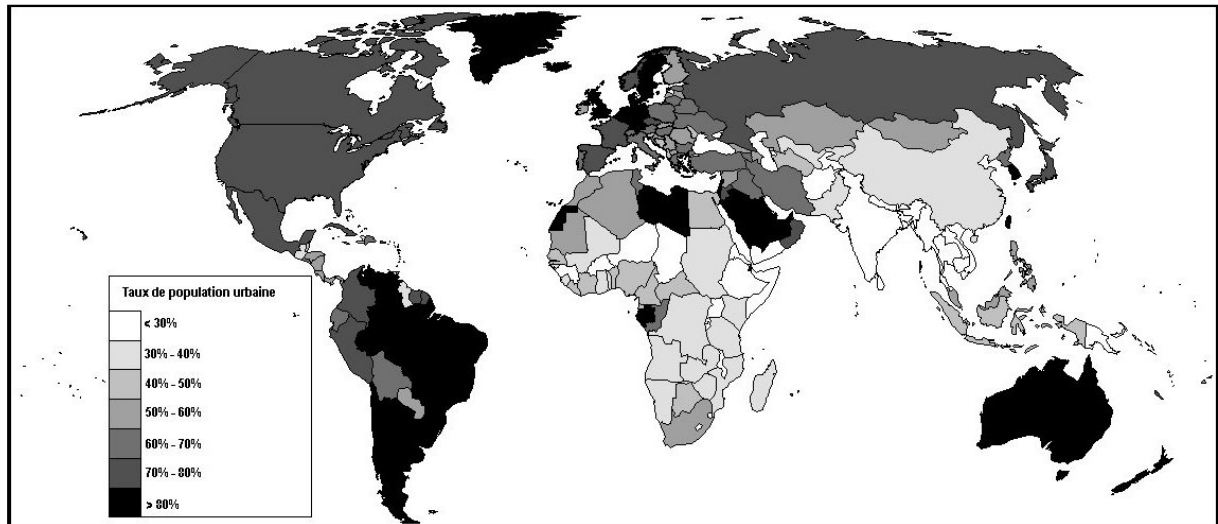 Taux de population urbaine
< 30%
30% - 40%
40% - 50%
50% - 60%
60% - 70%
70% - 80%
> 80%